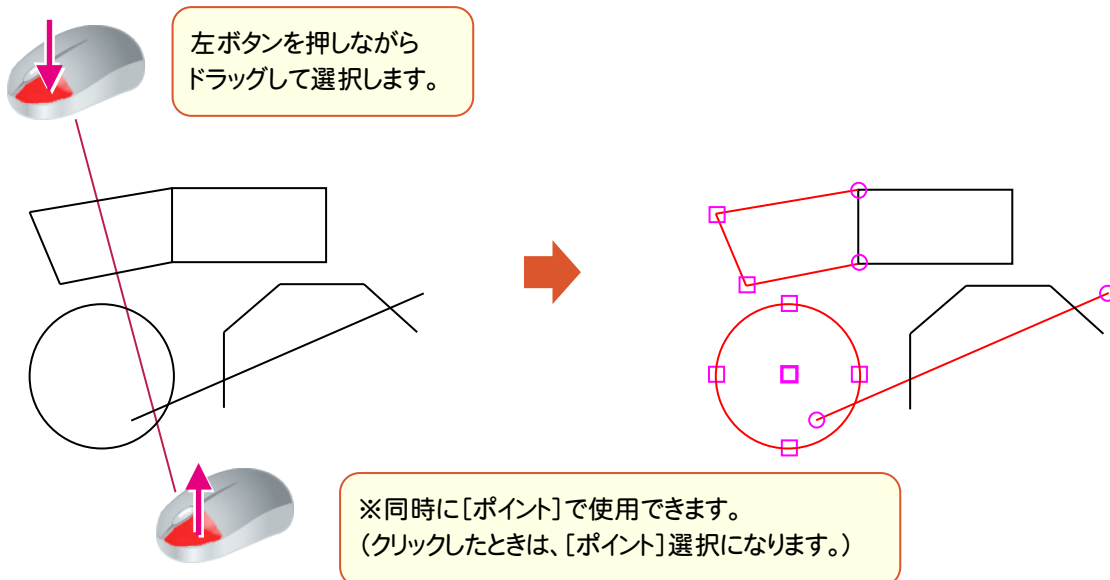 左ボタンを押しながら
ドラッグして選択します。
※同時に[ポイント]で使用できます。
(クリックしたときは、[ポイント]選択になります。)